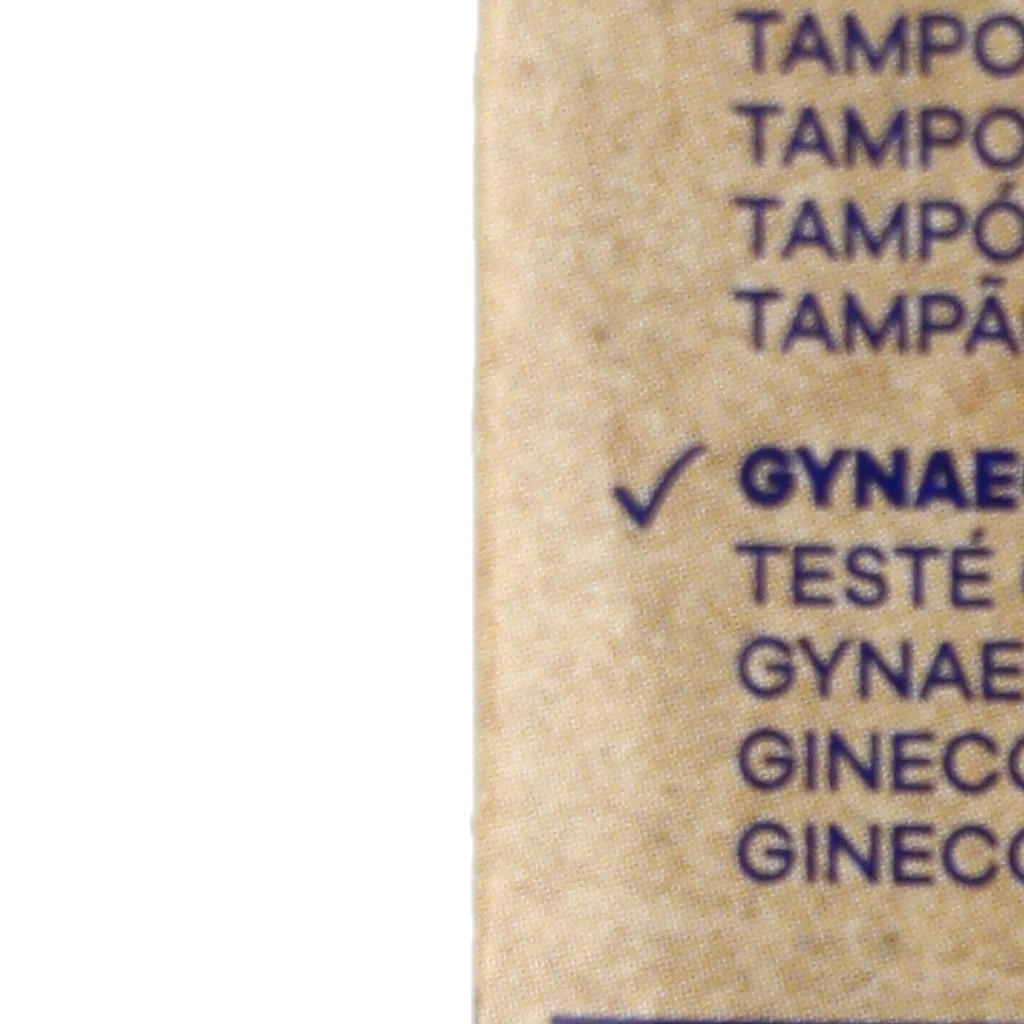 TAMPO
TAMPO
TAMPÓ
TAMPÃ
✓ GYNAE
TESTÉ
GYNAE
GINECO
GINECO